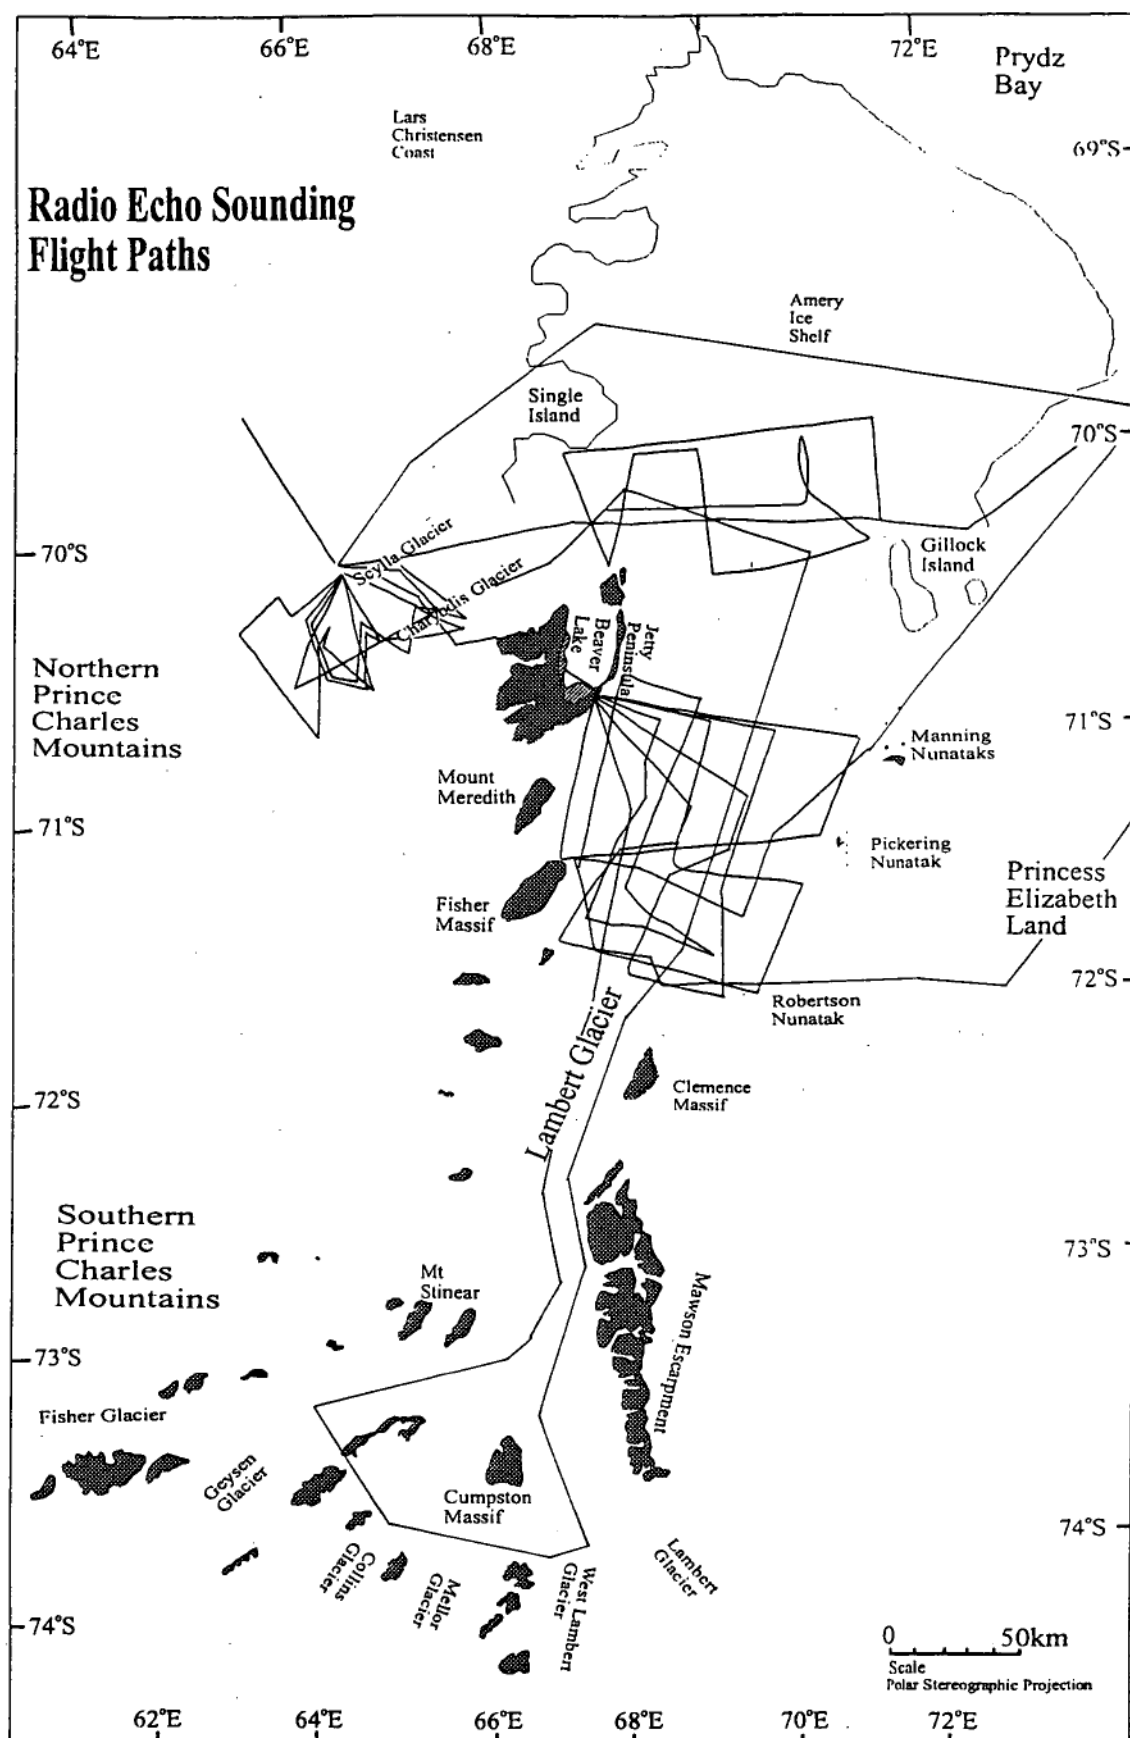 64°E
66°E
68°E
72°E
Prydz
Bay
Lars
Christensen
Coast
69°S
Radio Echo Sounding
Flight Paths
Amery
Ice
Shelf
Single
Island
70°S
70°S
Scylla Glacier
Charybdis Glacier
Gillock
Island
Beaver
Lake
Jetty
Peninsula
Northern
Prince
Charles
Mountains
71°S
Manning
Nunataks
Mount
Meredith
71°S
Pickering
Nunatak
Princess
Elizabeth
Land
Fisher
Massif
72°S
Robertson
Nunatak
Lambert Glacier
Clemence
Massif
72°S
Southern
Prince
Charles
Mountains
73°S
Mt
Stinear
Mawson Escarpment
73°S
Fisher Glacier
Geysen
Glacier
Cumpston
Massif
74°S
Collins
Glacier
Mellor
Glacier
West Lambert
Glacier
Lambert
Glacier
74°S
0 50km
Scale
Polar Stereographic Projection
62°E
64°E
66°E
68°E
70°E
72°E